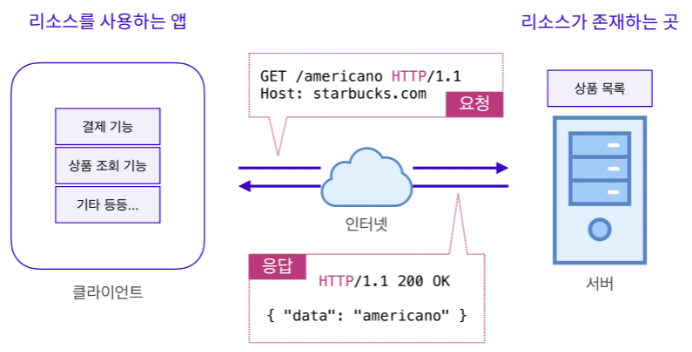 리소스를 사용하는 앱
리소스가 존재하는 곳
GET /americano HTTP/1.1
Host: starbucks.com
요청
상품 목록
결제 기능
상품 조회 기능
기타 등등...
인터넷
클라이언트
서버
응답
HTTP/1.1 200 OK
{ "data": "americano" }